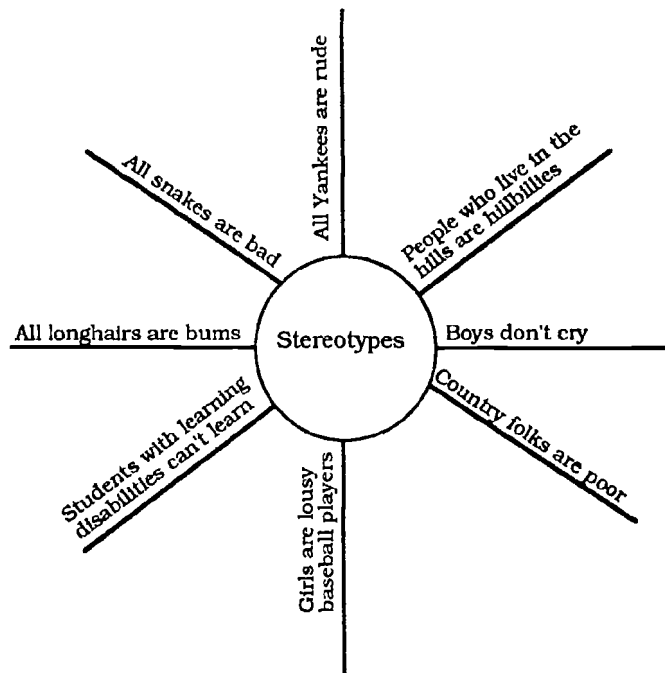 All Yankees are rude
People who live in the
hills are hillbillies
All snakes are bad
All longhairs are bums
Stereotypes
Boys don't cry
Country folks are poor
Students with learning
disabilities can't learn
Girls are lousy
baseball players